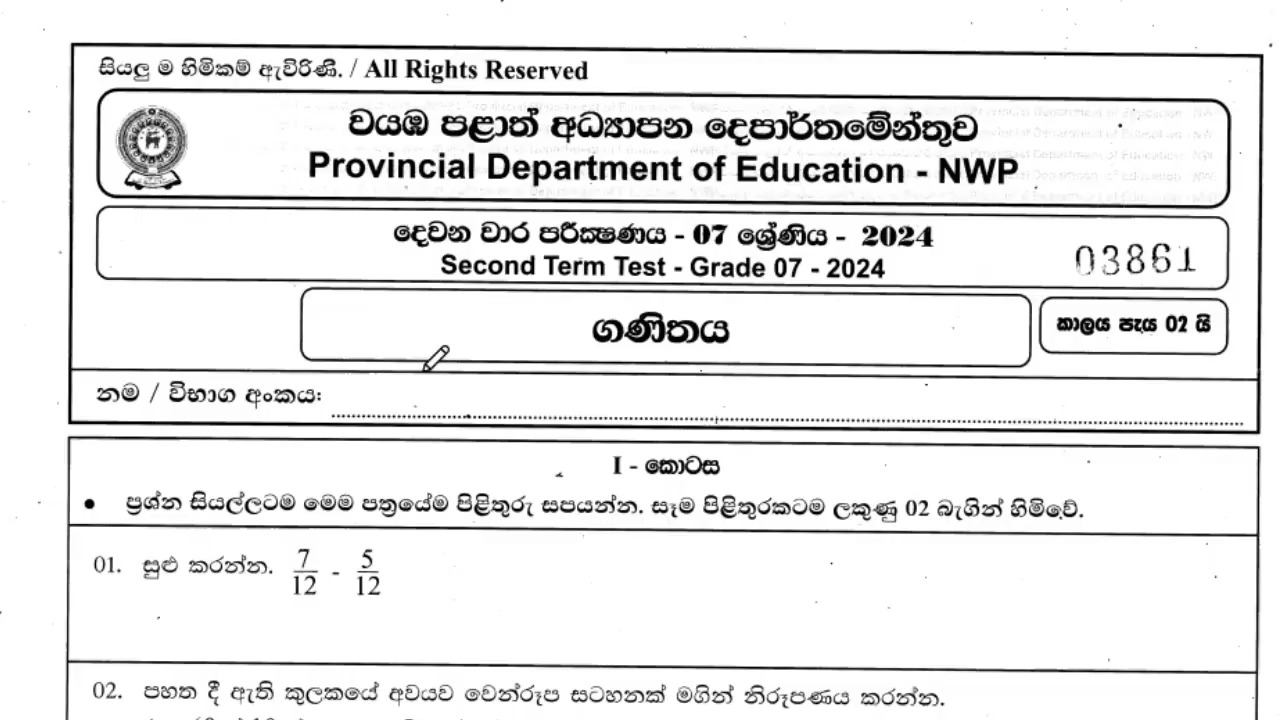 සියලු ම හිමිකම් ඇවිරිණි. / All Rights Reserved
වයඹ පළාත් අධ්‍යාපන දෙපාර්තමේන්තුව
Provincial Department of Education - NWP
දෙවන වාර පරීක්ෂණය - 07 ශ්‍රේණිය - 2024
Second Term Test - Grade 07 - 2024
03861
ගණිතය
කාලය පැය 02 යි
නම / විභාග අංකය:
I - කොටස
• ප්‍රශ්න සියල්ලටම මෙම පත්‍රයේම පිළිතුරු සපයන්න. සෑම පිළිතුරකටම ලකුණු 02 බැගින් හිමිවේ.
01. සුළු කරන්න. 7/12 - 5/12
02. පහත දී ඇති කුලකයේ අවයව වෙන්රූප සටහනක් මගින් නිරූපණය කරන්න.